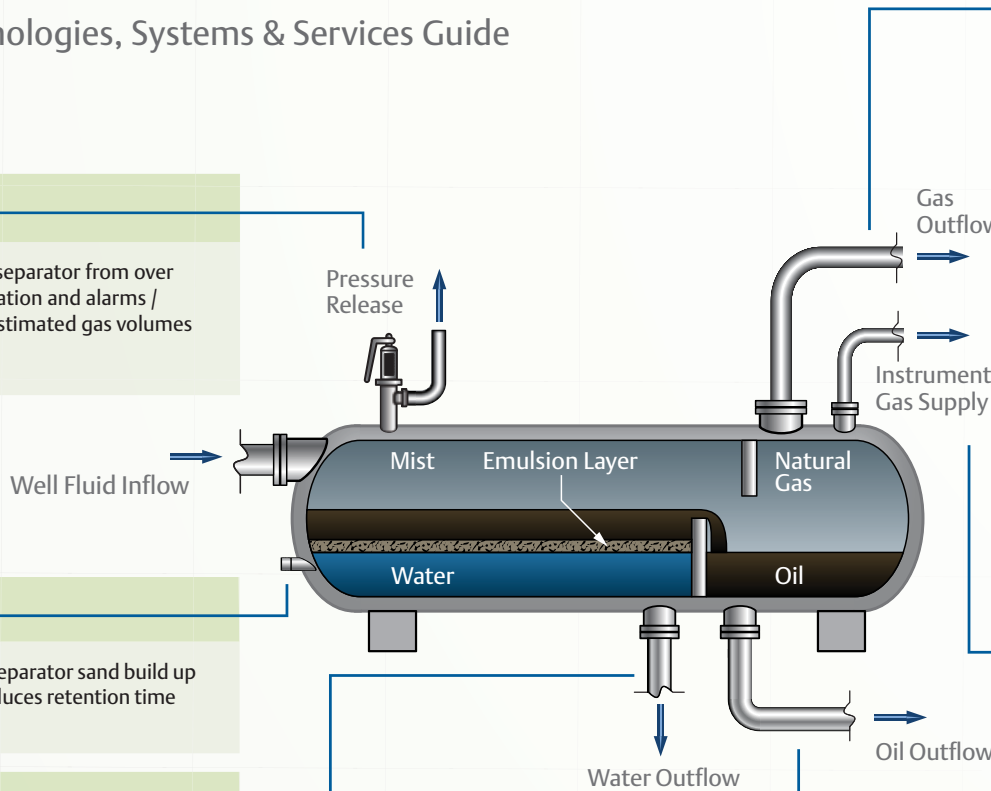 nologies, Systems & Services Guide
separator from over
ation and alarms /
stimated gas volumes
Pressure
Release
Gas
Outflow
Instrument
Gas Supply
Well Fluid Inflow
Mist
Emulsion Layer
Natural
Gas
Water
Oil
eparator sand build up
duces retention time
Water Outflow
Oil Outflow